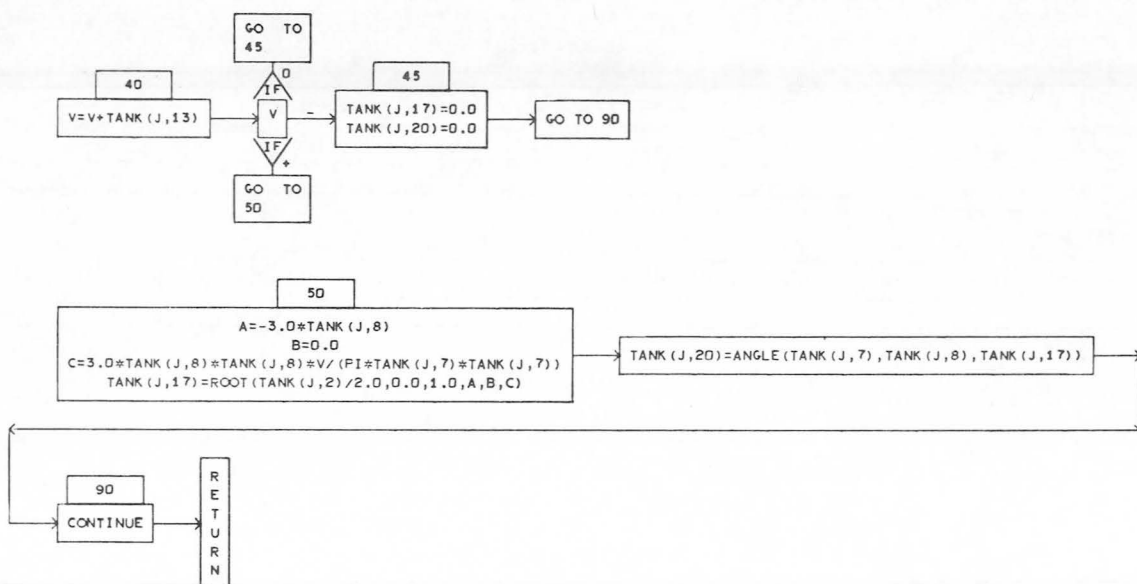 GO TO
45
0
IF
40
V=V+TANK(J,13)
V
-
45
TANK(J,17)=0.0
TANK(J,20)=0.0
GO TO 90
IF
+
GO TO
50
50
A=-3.0*TANK(J,8)
B=0.0
C=3.0*TANK(J,8)*TANK(J,8)*V/(PI*TANK(J,7)*TANK(J,7))
TANK(J,17)=ROOT(TANK(J,2)/2.0,0.0,1.0,A,B,C)
TANK(J,20)=ANGLE(TANK(J,7),TANK(J,8),TANK(J,17))
90
CONTINUE
RETURN